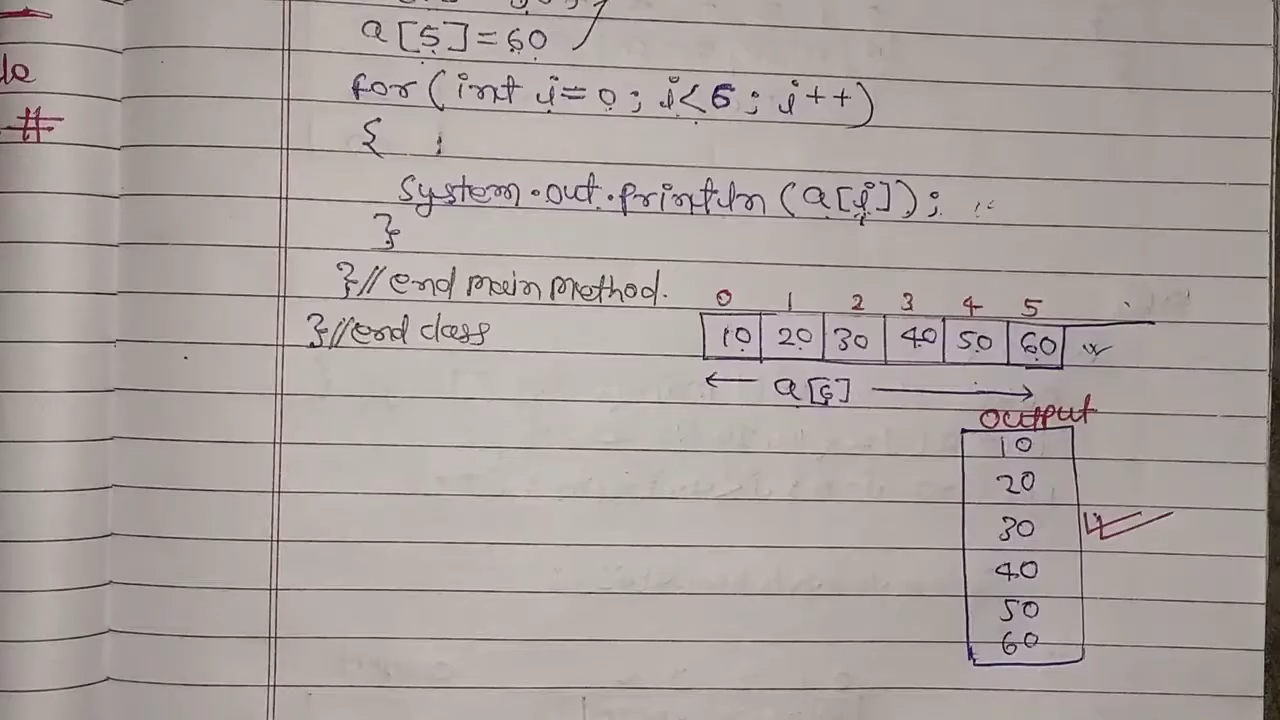 a[5]=60
for(int i=0; i<6; i++)
{
System.out.println(a[i]);
}
}//end main method.
0 1 2 3 4 5
}//end class
10 20 30 40 50 60
← a[6] →
output
10
20
30
40
50
60